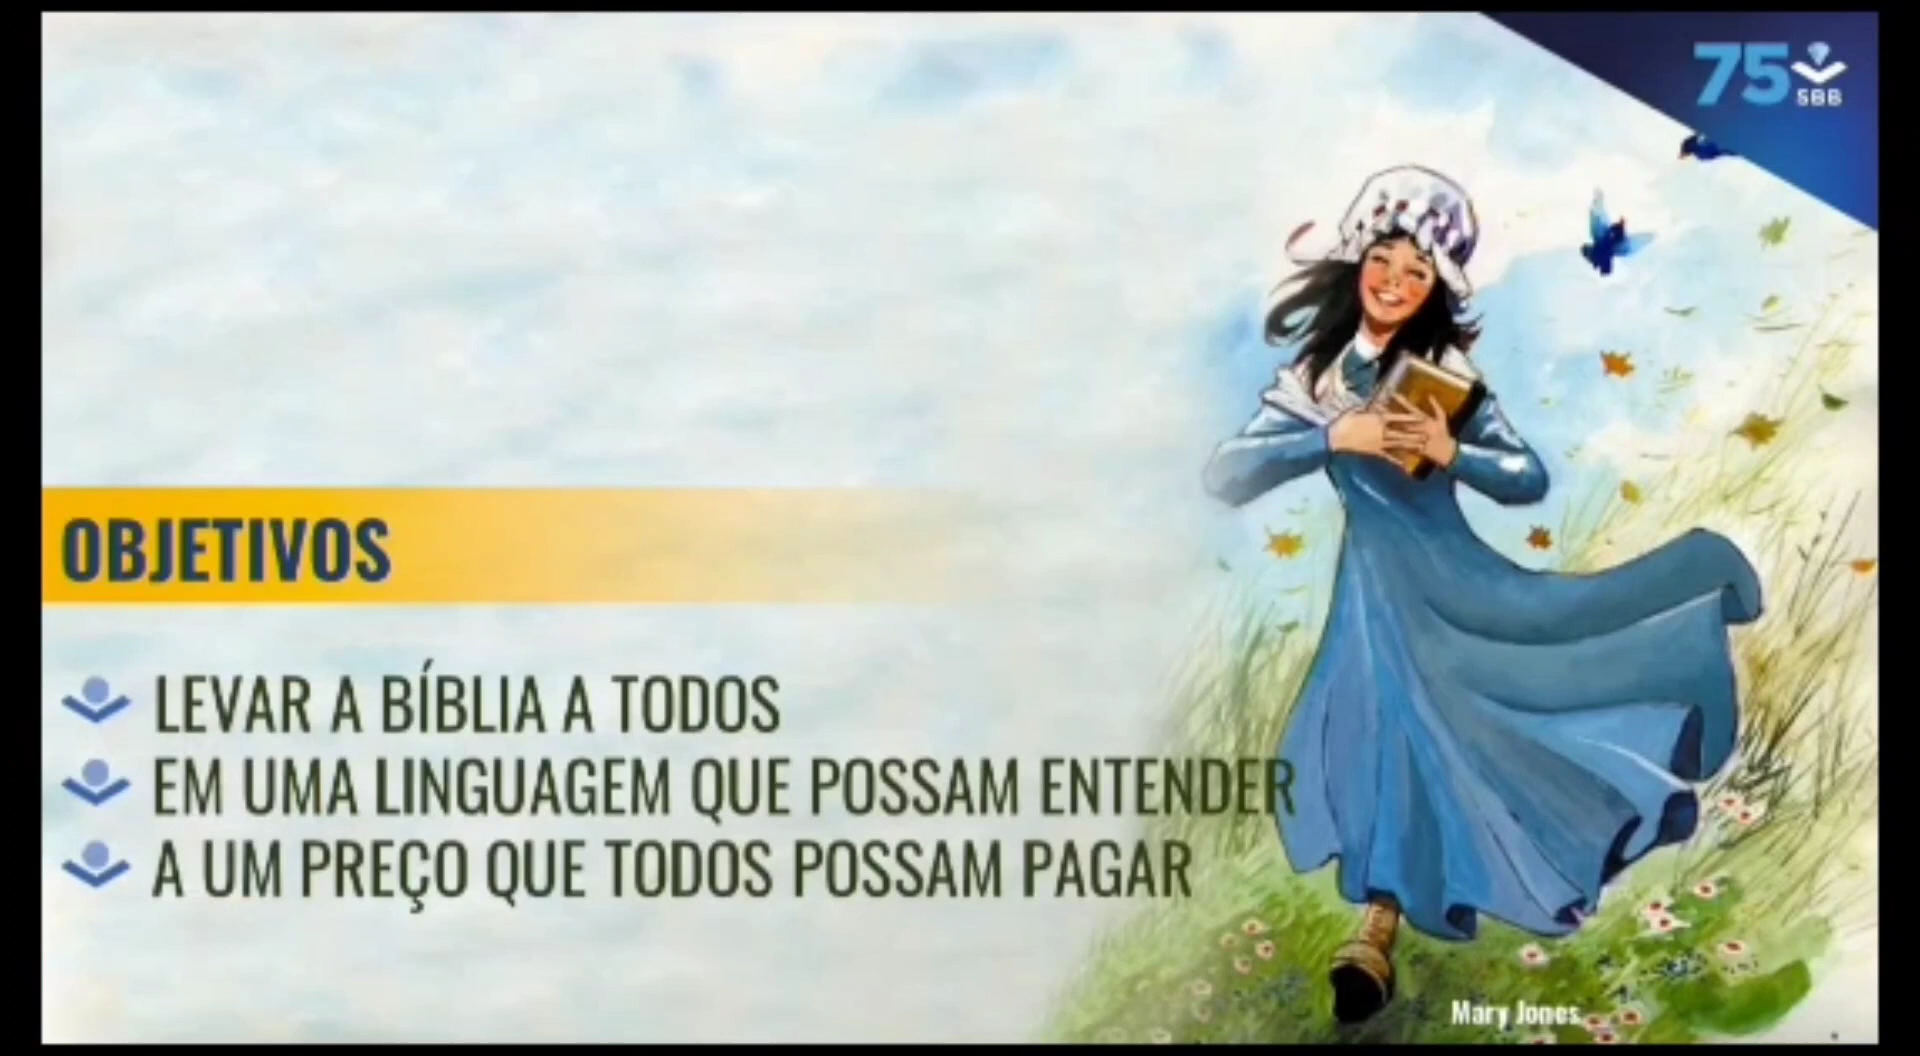 75
SBB
OBJETIVOS
LEVAR A BÍBLIA A TODOS
EM UMA LINGUAGEM QUE POSSAM ENTENDER
A UM PREÇO QUE TODOS POSSAM PAGAR
Mary Jones